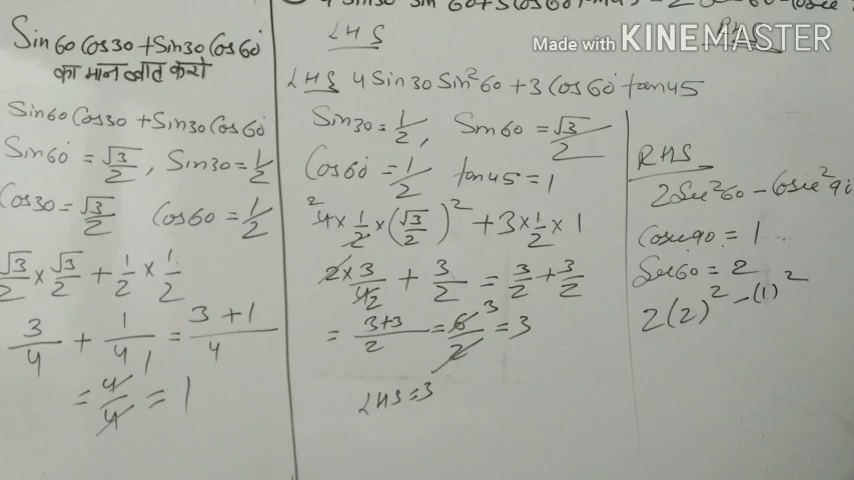 Made with KINEMASTER
Sin60 Cos30 + Sin30 Cos60
का मान ज्ञात करो
Sin60 Cos30 + Sin30 Cos60
Sin60 = √3/2, Sin30 = 1/2
Cos30 = √3/2 Cos60 = 1/2
√3/2 × √3/2 + 1/2 × 1/2
3/4 + 1/4 = 3+1/4
= 4/4 = 1
LHS
LHS 4 Sin30 Sin²60 + 3 Cos60 tan45
Sin30 = 1/2, Sin60 = √3/2
Cos60 = 1/2 tan45 = 1
4 × 1/2 × (√3/2)² + 3 × 1/2 × 1
2 × 3/4 + 3/2 = 3/2 + 3/2
= 3+3/2 = 6/2 = 3
LHS = 3
RHS
RHS
2 Sec²60 - Cosec²90
Cosec90 = 1
Sec60 = 2
2(2)² - (1)²